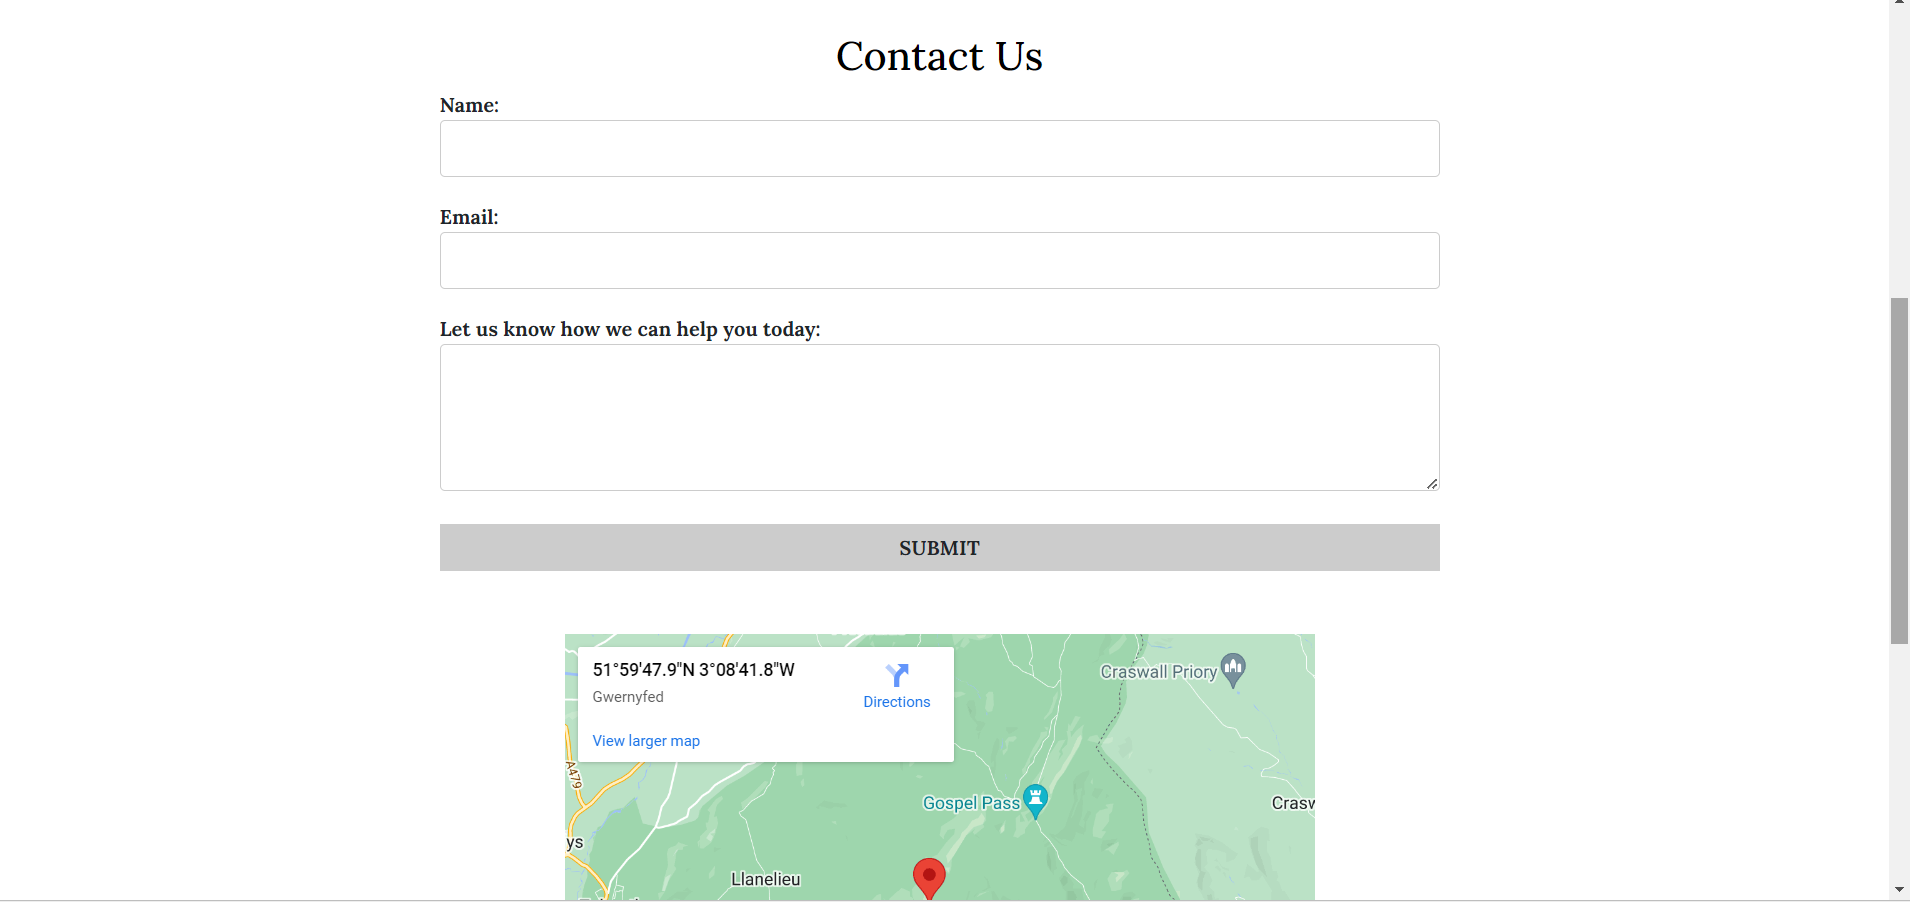 Contact Us
Name:
Email:
Let us know how we can help you today:
SUBMIT
51°59'47.9"N 3°08'41.8"W
Gwernyfed
Directions
View larger map
Craswall Priory
A479
Gospel Pass
Crasw
ys
Llanelieu